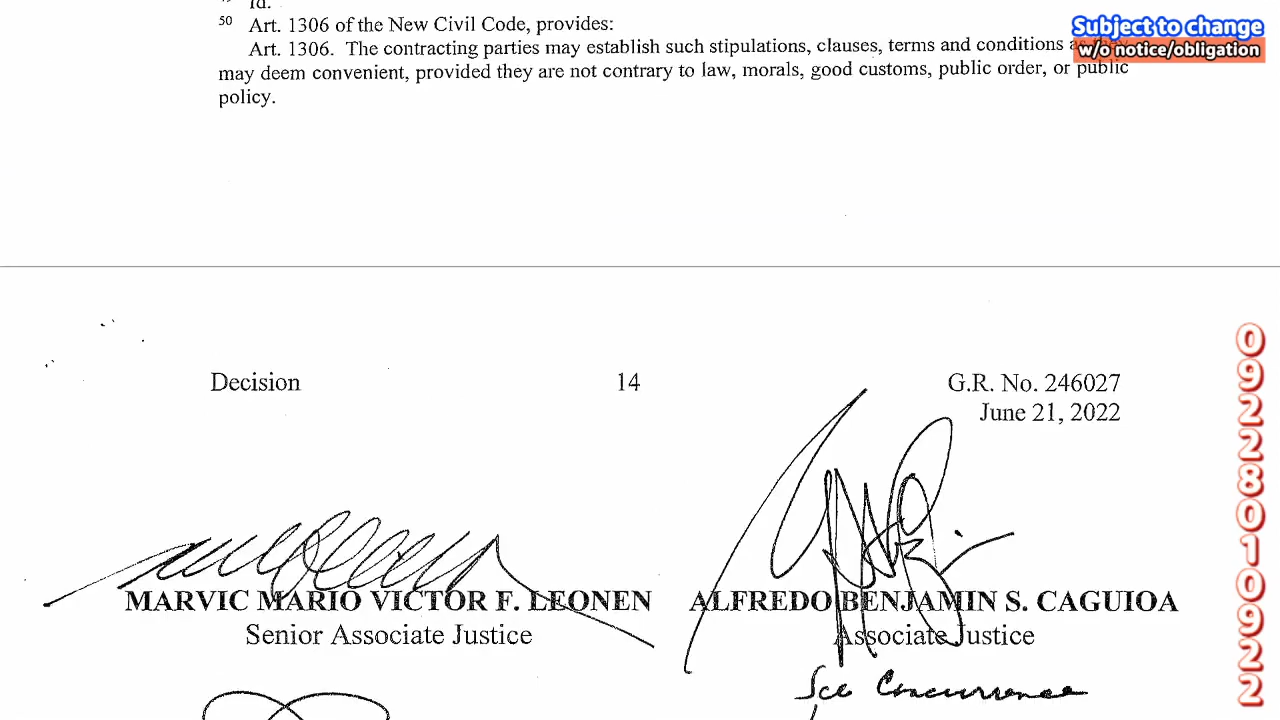 Id.
50 Art. 1306 of the New Civil Code, provides:
Subject to change
Art. 1306. The contracting parties may establish such stipulations, clauses, terms and conditions as they
w/o notice/obligation
may deem convenient, provided they are not contrary to law, morals, good customs, public order, or public
policy.
Decision 14 G.R. No. 246027
June 21, 2022
09228010922
MARVIC MARIO VICTOR F. LEONEN ALFREDO BENJAMIN S. CAGUIOA
Senior Associate Justice Associate Justice
See Concurrence